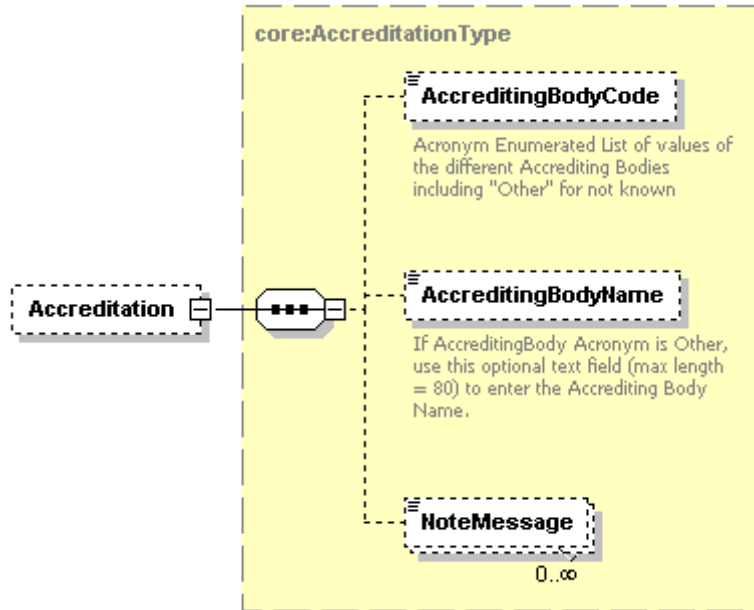 core:AccreditationType
AccreditingBodyCode
Acronym Enumerated List of values of
the different Accrediting Bodies
including "Other" for not known
Accreditation
AccreditingBodyName
If AccreditingBody Acronym is Other,
use this optional text field (max length
= 80) to enter the Accrediting Body
Name.
NoteMessage
0..∞